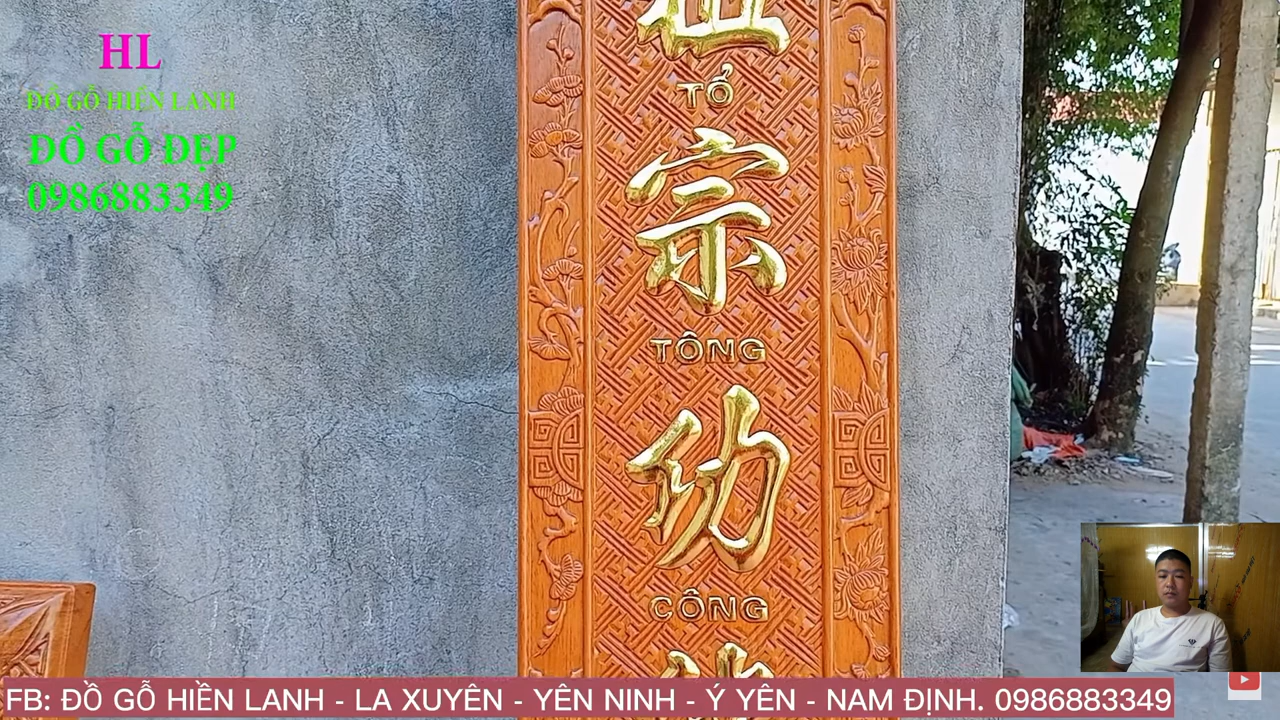 HL
ĐỒ GỖ HIỀN LANH
ĐỒ GỖ ĐẸP
0986883349
TỔ
宗
TÔNG
功
CÔNG
FB: ĐỒ GỖ HIỀN LANH - LA XUYÊN - YÊN NINH - Ý YÊN - NAM ĐỊNH. 0986883349